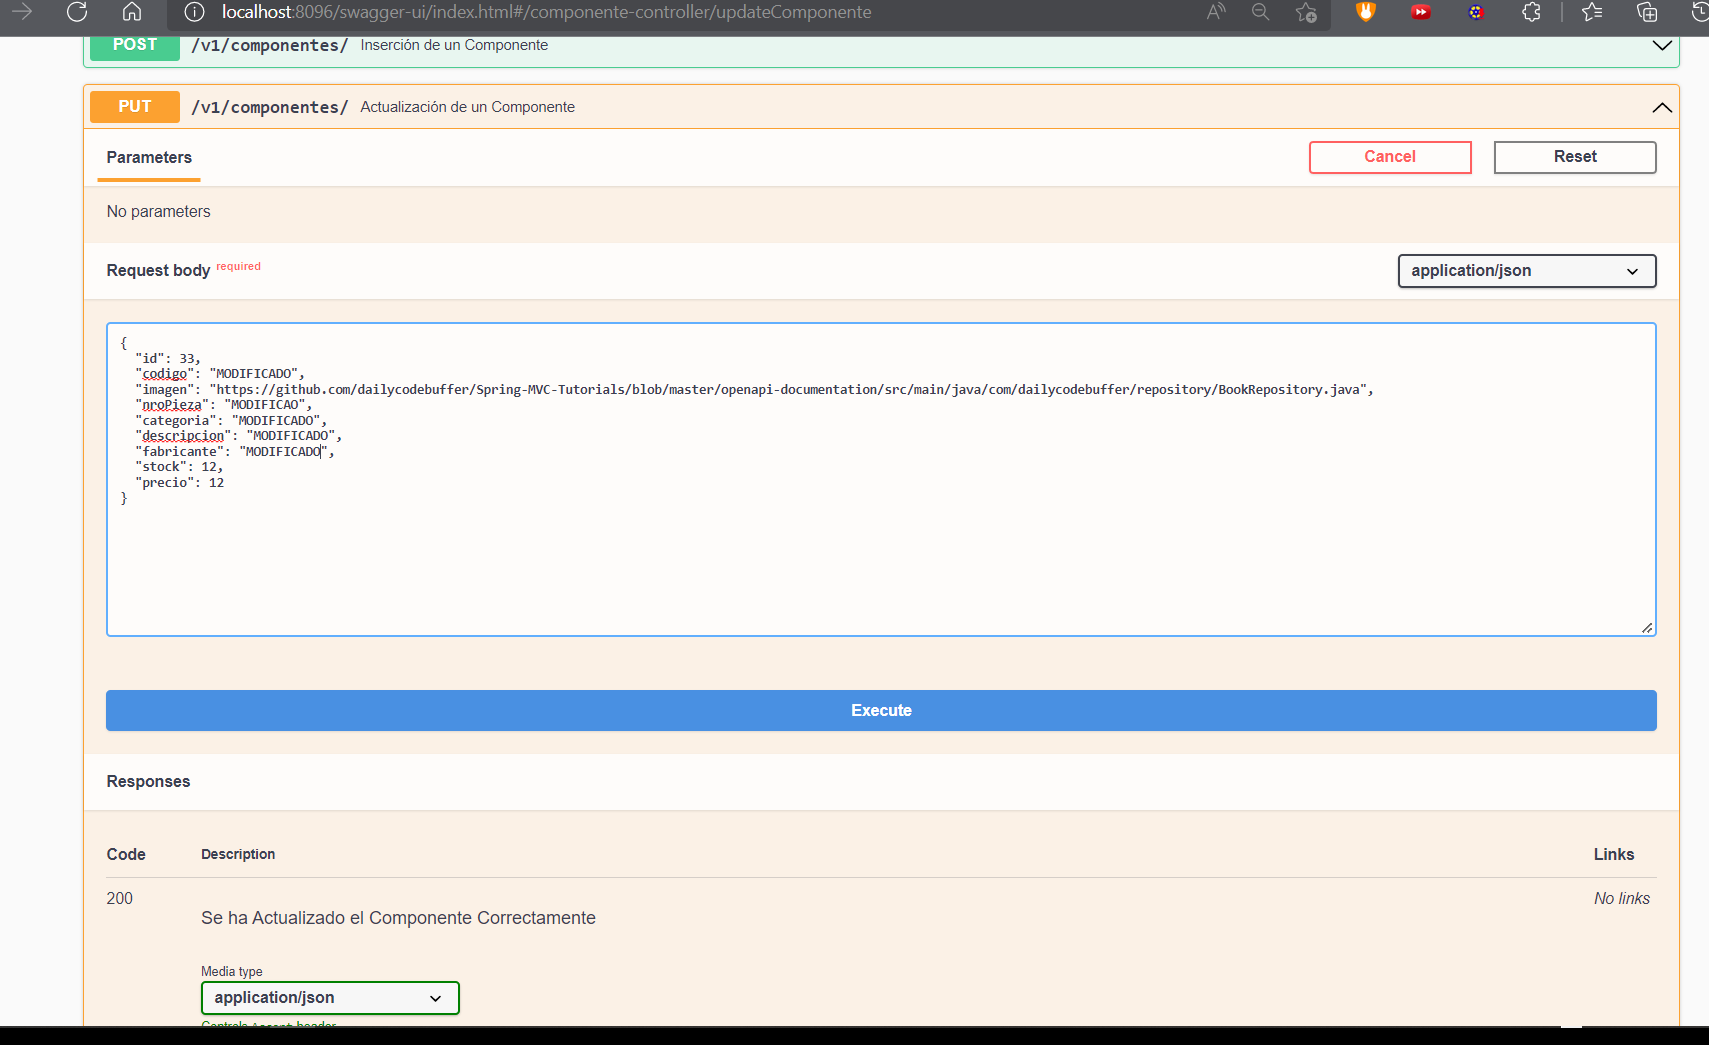 localhost:8096/swagger-ui/index.html#/componente-controller/updateComponente
POST /v1/componentes/ Inserción de un Componente
PUT /v1/componentes/ Actualización de un Componente
Parameters
Cancel
Reset
No parameters
Request body required
application/json
{
"id": 33,
"codigo": "MODIFICADO",
"imagen": "https://github.com/dailycodebuffer/Spring-MVC-Tutorials/blob/master/openapi-documentation/src/main/java/com/dailycodebuffer/repository/BookRepository.java",
"nroPieza": "MODIFICAO",
"categoria": "MODIFICADO",
"descripcion": "MODIFICADO",
"fabricante": "MODIFICADO",
"stock": 12,
"precio": 12
}
Execute
Responses
Code Description Links
200 No links
Se ha Actualizado el Componente Correctamente
Media type
application/json
Controls Accept header